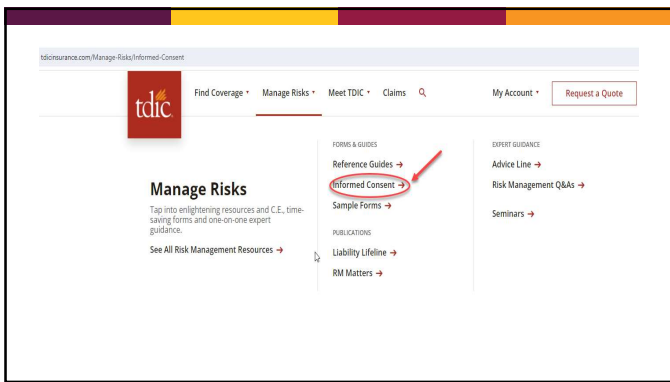 tdicinsurance.com/Manage-Risks/Informed-Consent
tdic
Find Coverage Manage Risks Meet TDIC Claims My Account Request a Quote
Manage Risks
Tap into enlightening resources and C.E., time-
saving forms and one-on-one expert
guidance.
See All Risk Management Resources →
FORMS & GUIDES
Reference Guides →
Informed Consent →
Sample Forms →
PUBLICATIONS
Liability Lifeline →
RM Matters →
EXPERT GUIDANCE
Advice Line →
Risk Management Q&As →
Seminars →